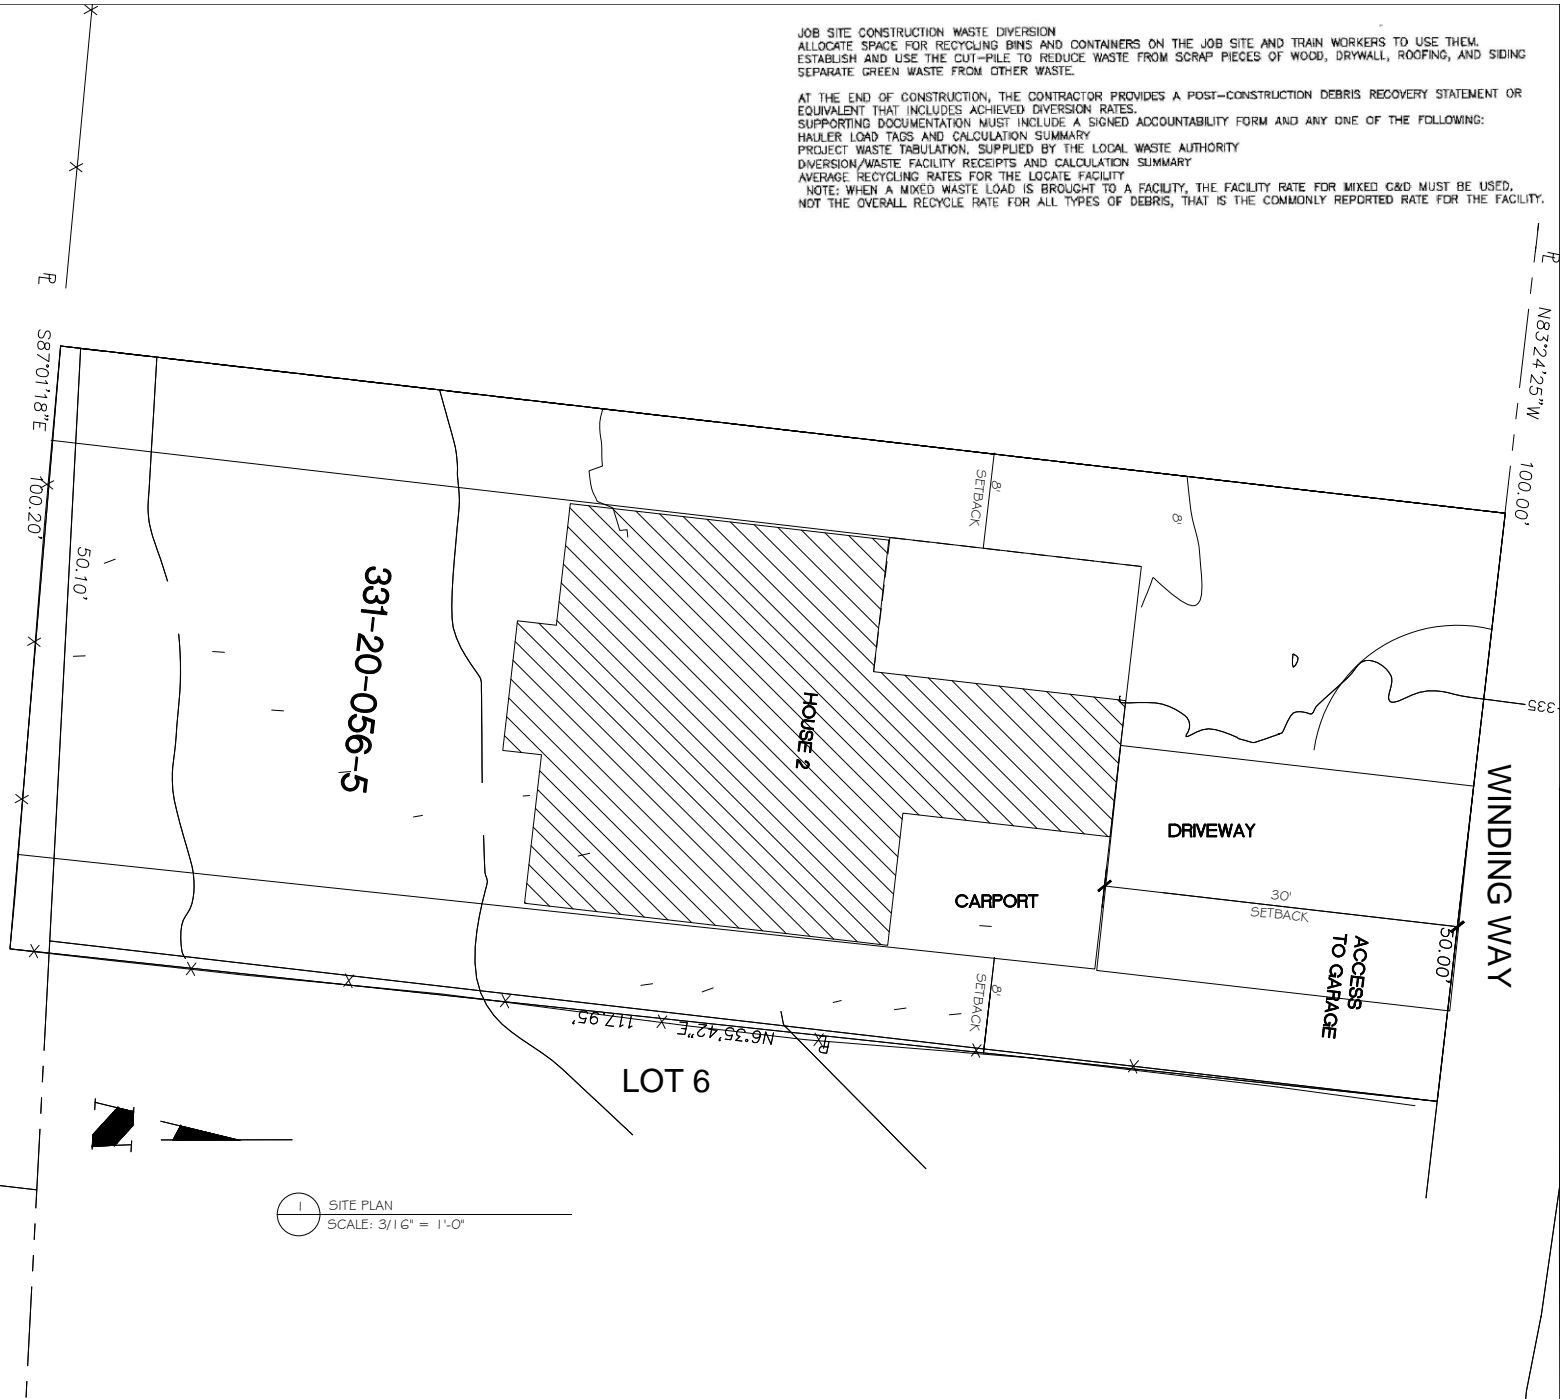 JOB SITE CONSTRUCTION WASTE DIVERSION
ALLOCATE SPACE FOR RECYCLING BINS AND CONTAINERS ON THE JOB SITE AND TRAIN WORKERS TO USE THEM.
ESTABLISH AND USE THE CUT-PILE TO REDUCE WASTE FROM SCRAP PIECES OF WOOD, DRYWALL, ROOFING, AND SIDING
SEPARATE GREEN WASTE FROM OTHER WASTE.
AT THE END OF CONSTRUCTION, THE CONTRACTOR PROVIDES A POST-CONSTRUCTION DEBRIS RECOVERY STATEMENT OR
EQUIVALENT THAT INCLUDES ACHIEVED DIVERSION RATES.
SUPPORTING DOCUMENTATION MUST INCLUDE A SIGNED ACCOUNTABILITY FORM AND ANY ONE OF THE FOLLOWING:
HAULER LOAD TAGS AND CALCULATION SUMMARY
PROJECT WASTE TABULATION, SUPPLIED BY THE LOCAL WASTE AUTHORITY
DIVERSION/WASTE FACILITY RECEIPTS AND CALCULATION SUMMARY
AVERAGE RECYCLING RATES FOR THE LOCATE FACILITY
NOTE: WHEN A MIXED WASTE LOAD IS BROUGHT TO A FACILITY, THE FACILITY RATE FOR MIXED C&D MUST BE USED,
NOT THE OVERALL RECYCLE RATE FOR ALL TYPES OF DEBRIS, THAT IS THE COMMONLY REPORTED RATE FOR THE FACILITY.
PL
PL
S87°01'18"E
100.20'
N83°24'25"W
100.00'
50.10'
331-20-056-5
8'
SETBACK
8'
HOUSE 2
335
WINDING WAY
DRIVEWAY
CARPORT
30'
SETBACK
50.00'
ACCESS
TO GARAGE
8'
SETBACK
N6°35'42"E
117.95'
PL
LOT 6
N
1
SITE PLAN
SCALE: 3/16" = 1'-0"